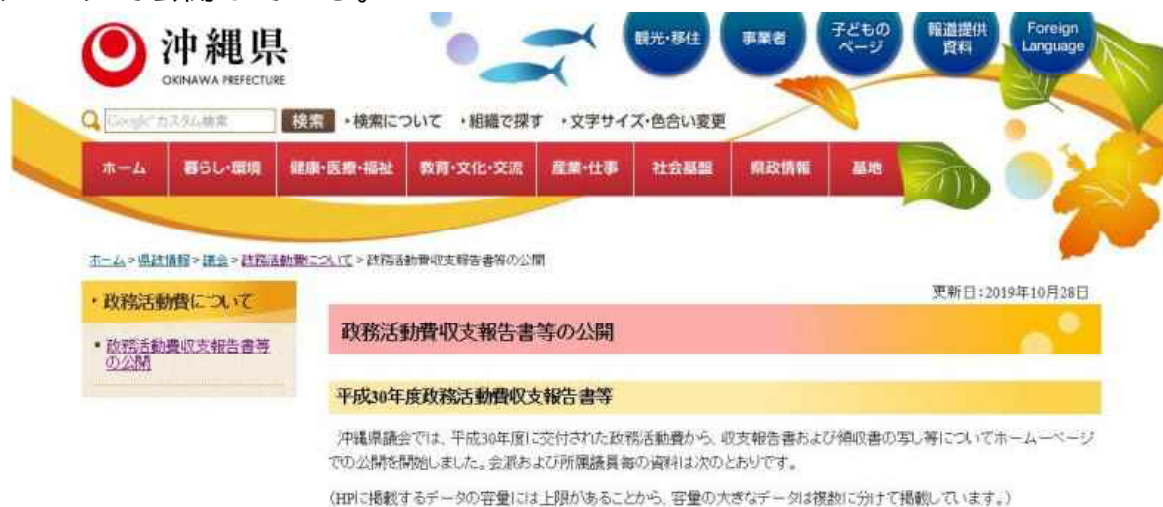 沖縄県
OKINAWA PREFECTURE
観光・移住
事業者
子どもの
ページ
報道提供
資料
Foreign
Language
Google カスタム検索
検索
・検索について ・組織で探す ・文字サイズ・色合い変更
ホーム 暮らし・環境 健康・医療・福祉 教育・文化・交流 産業・仕事 社会基盤 県政情報 基地
ホーム > 県政情報 > 議会 > 政務活動費について > 政務活動費収支報告書等の公開
更新日:2019年10月28日
・政務活動費について
政務活動費収支報告書等
の公開
政務活動費収支報告書等の公開
平成30年度政務活動費収支報告書等
沖縄県議会では、平成30年度に交付された政務活動費から、収支報告書および領収書の写し等についてホームーページ
での公開を開始しました。会派および所属議員毎の資料は次のとおりです。
(HPに掲載するデータの容量には上限があることから、容量の大きなデータは複数に分けて掲載しています。)